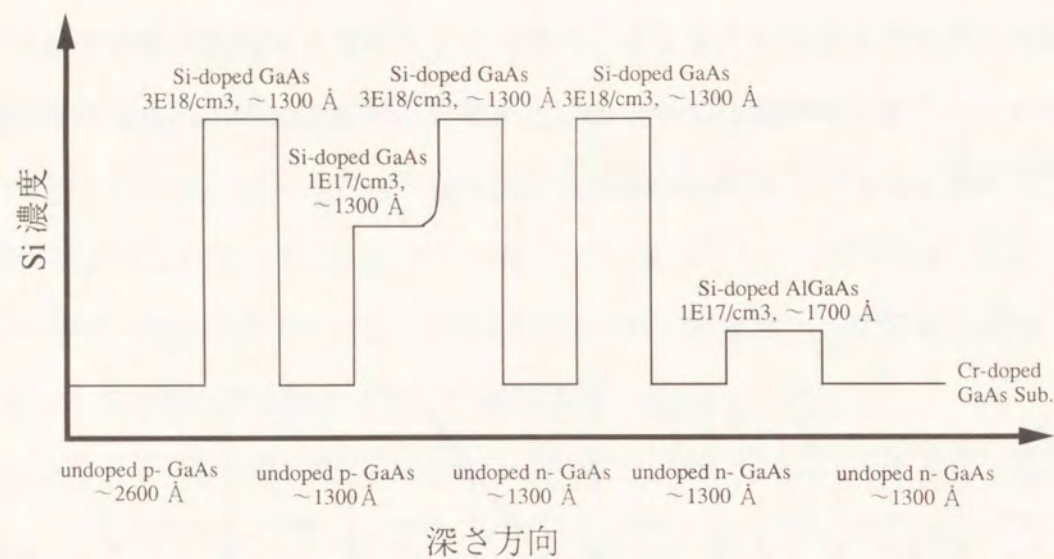 Si-doped GaAs
3E18/cm3, ~1300 Å
Si-doped GaAs
3E18/cm3, ~1300 Å
Si-doped GaAs
3E18/cm3, ~1300 Å
Si-doped GaAs
1E17/cm3,
~1300 Å
Si 濃度
Si-doped AlGaAs
1E17/cm3, ~1700 Å
Cr-doped
GaAs Sub.
undoped p- GaAs
~2600 Å
undoped p- GaAs
~1300 Å
undoped n- GaAs
~1300 Å
undoped n- GaAs
~1300 Å
undoped n- GaAs
~1300 Å
深さ方向